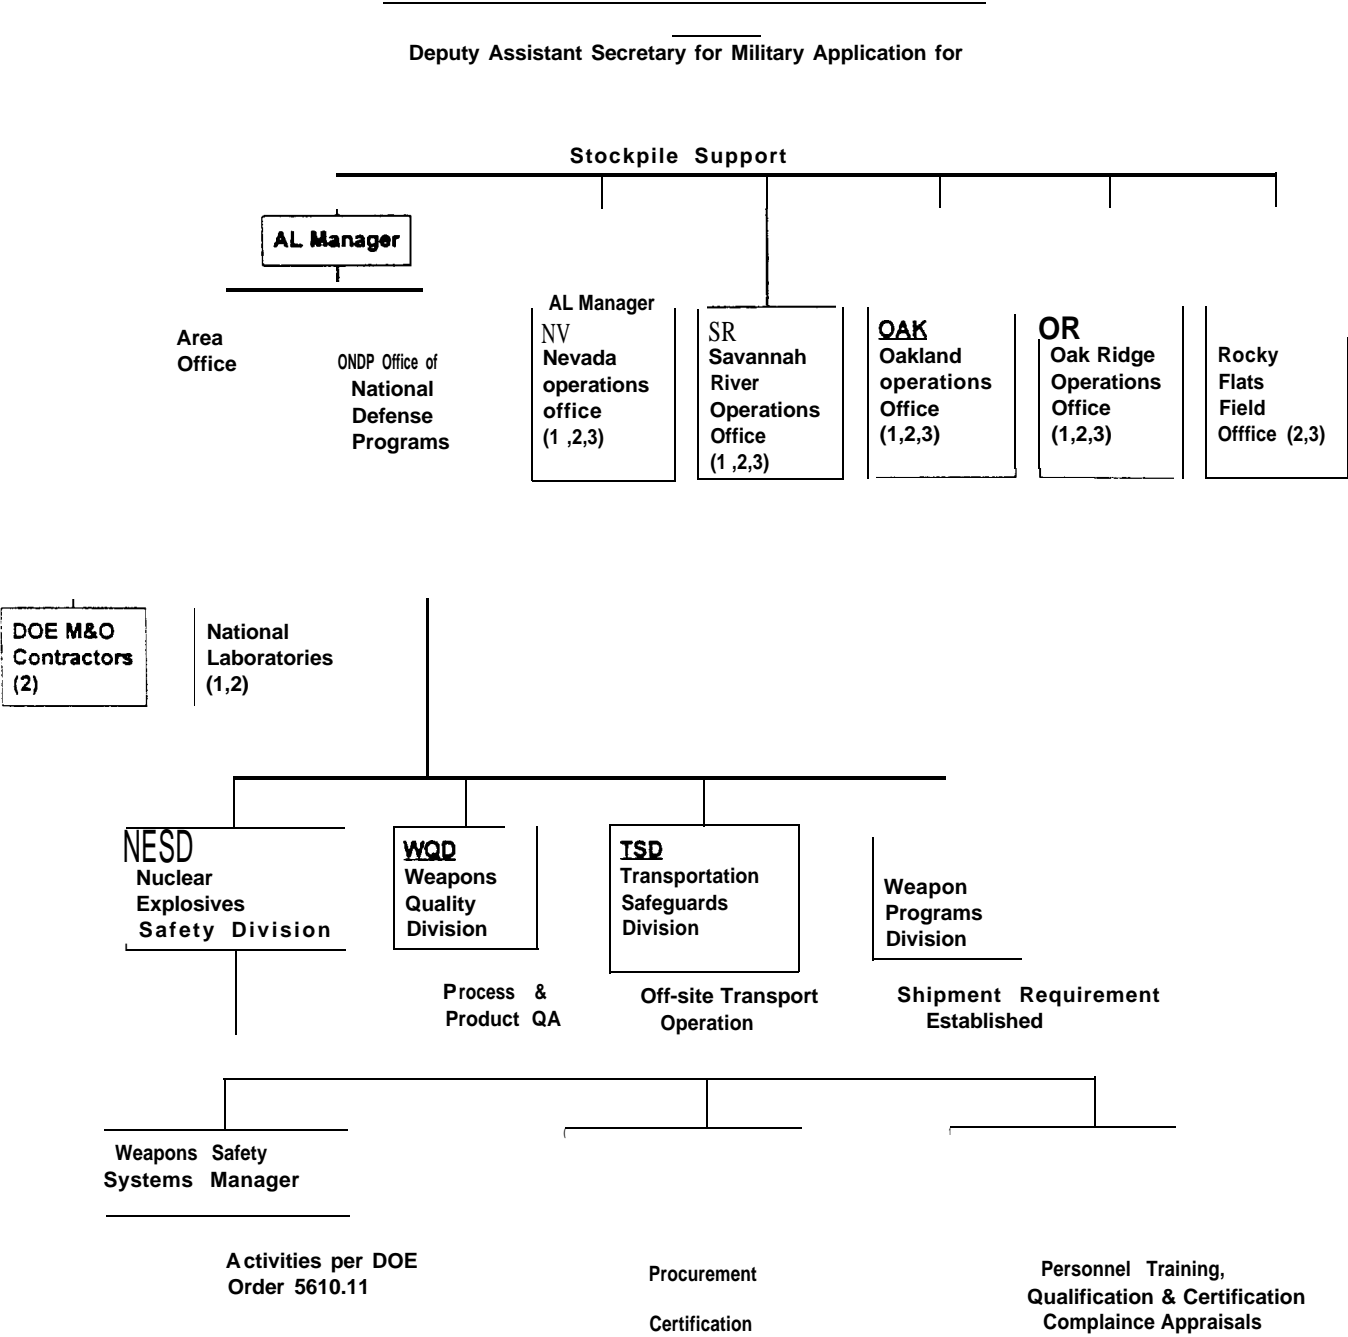 Deputy Assistant Secretary for Military Application for
Stockpile Support
AL Manager
Area
Office
ONDP Office of
National
Defense
Programs
AL Manager
NV
Nevada
operations
office
(1 ,2,3)
SR
Savannah
River
Operations
Office
(1 ,2,3)
OAK
Oakland
operations
Office
(1,2,3)
OR
Oak Ridge
Operations
Office
(1,2,3)
Rocky
Flats
Field
Offfice (2,3)
DOE M&O
Contractors
(2)
National
Laboratories
(1,2)
NESD
Nuclear
Explosives
Safety Division
WQD
Weapons
Quality
Division
Process &
Product QA
TSD
Transportation
Safeguards
Division
Off-site Transport
Operation
Weapon
Programs
Division
Shipment Requirement
Established
Weapons Safety
Systems Manager
Activities per DOE
Order 5610.11
Procurement
Certification
Personnel Training,
Qualification & Certification
Complaince Appraisals